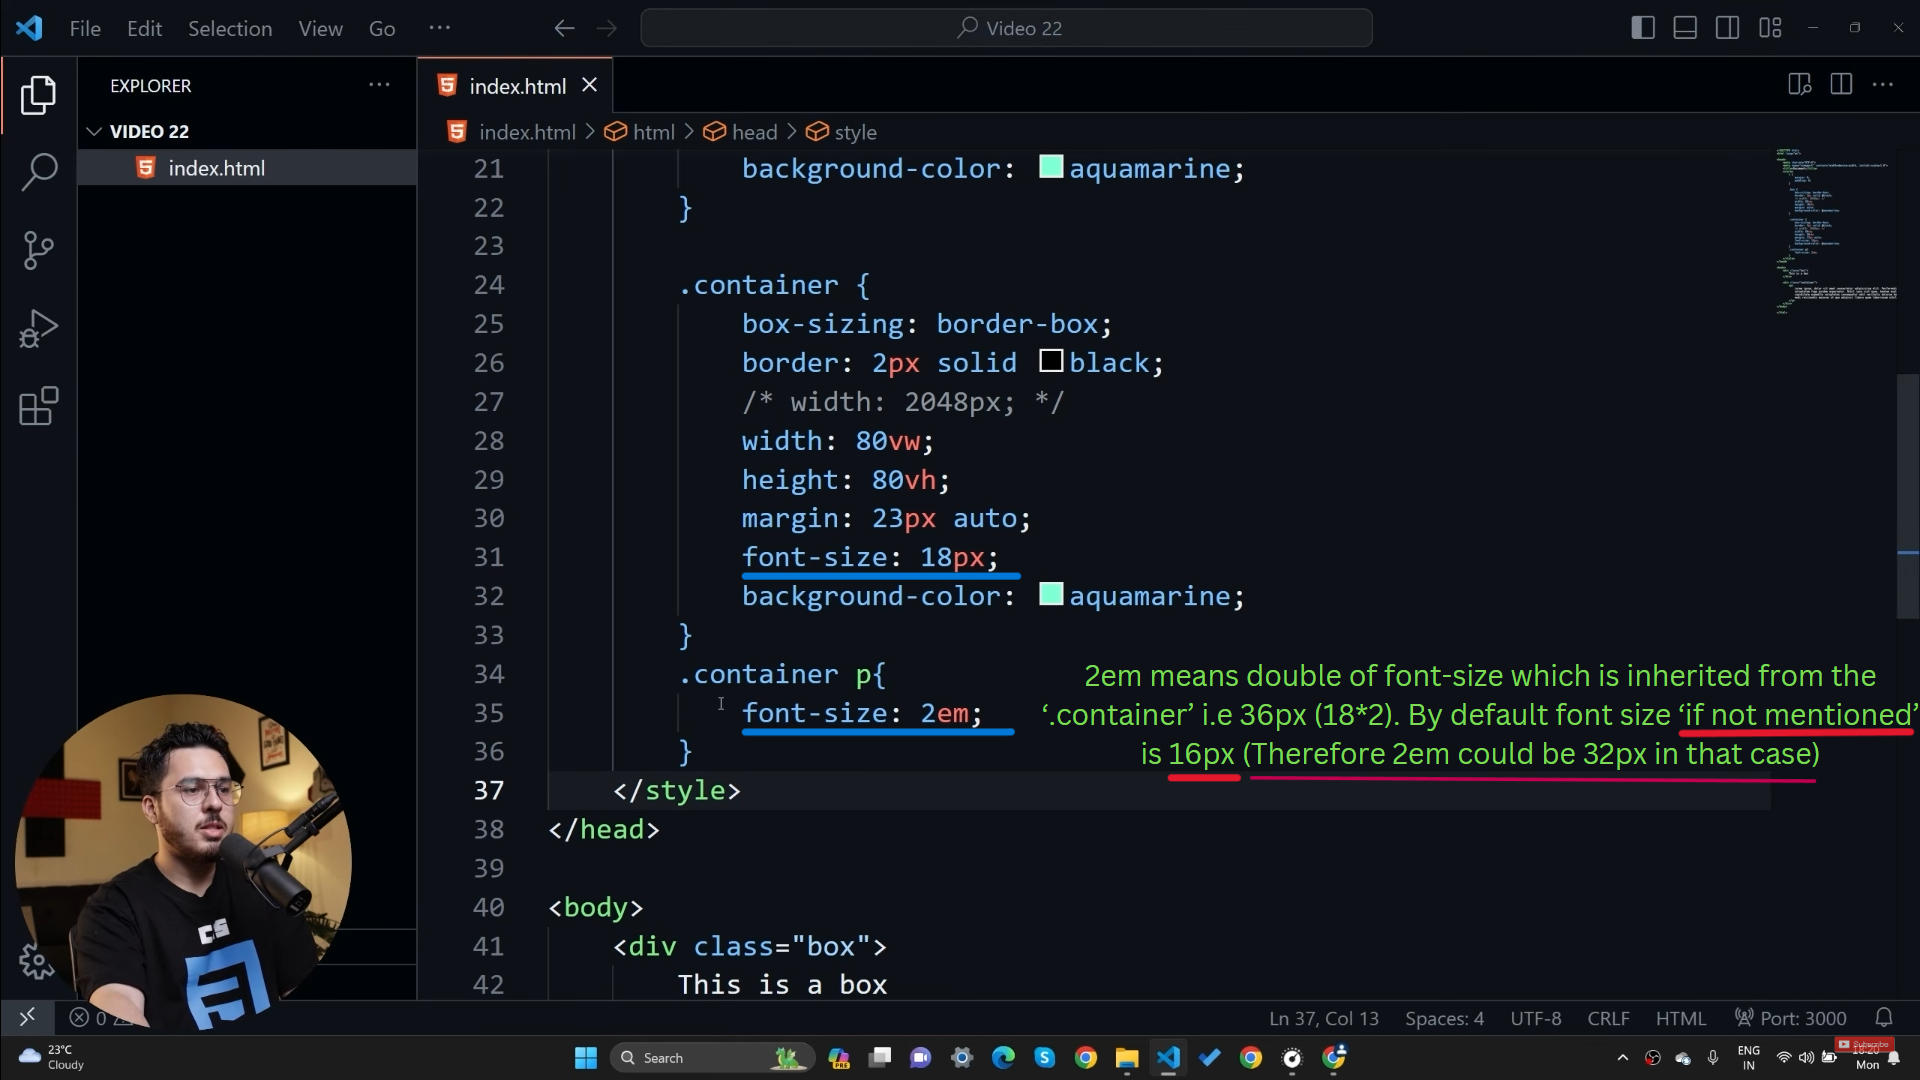 File Edit Selection View Go ··· Video 22
EXPLORER ···
VIDEO 22
index.html
index.html
index.html > html > head > style
21 background-color: aquamarine;
22 }
23
24 .container {
25 box-sizing: border-box;
26 border: 2px solid black;
27 /* width: 2048px; */
28 width: 80vw;
29 height: 80vh;
30 margin: 23px auto;
31 font-size: 18px;
32 background-color: aquamarine;
33 }
34 .container p{
35 font-size: 2em;
36 }
37 </style>
38 </head>
39
40 <body>
41 <div class="box">
42 This is a box
2em means double of font-size which is inherited from the
‘.container’ i.e 36px (18*2). By default font size ‘if not mentioned’
is 16px (Therefore 2em could be 32px in that case)
CS
0 Ln 37, Col 13 Spaces: 4 UTF-8 CRLF HTML Port: 3000
23°C
Cloudy
Search
PRE
ENG
IN
Subscribe
Mon